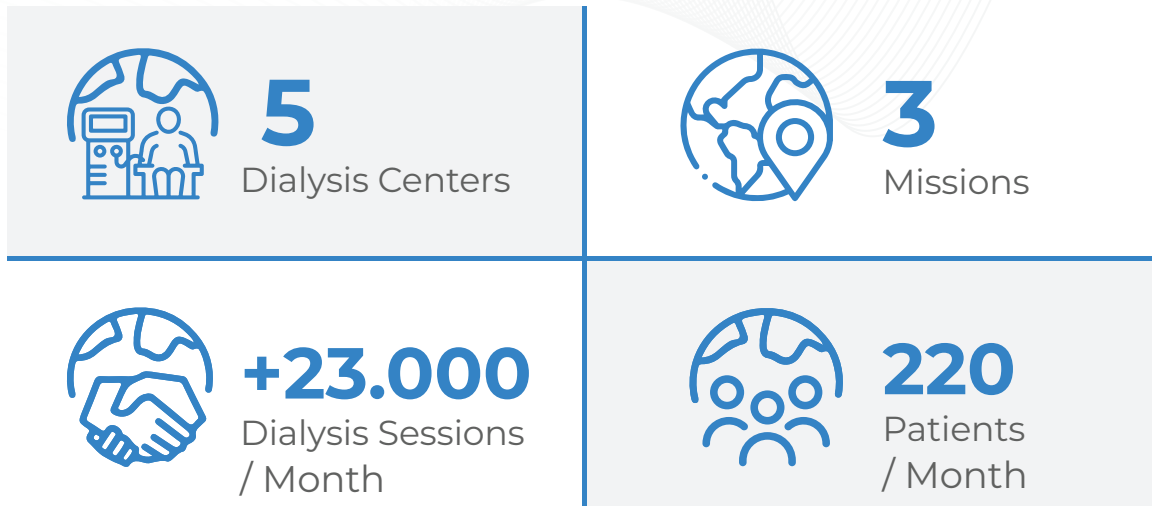 5
Dialysis Centers
3
Missions
+23.000
Dialysis Sessions
/ Month
220
Patients
/ Month